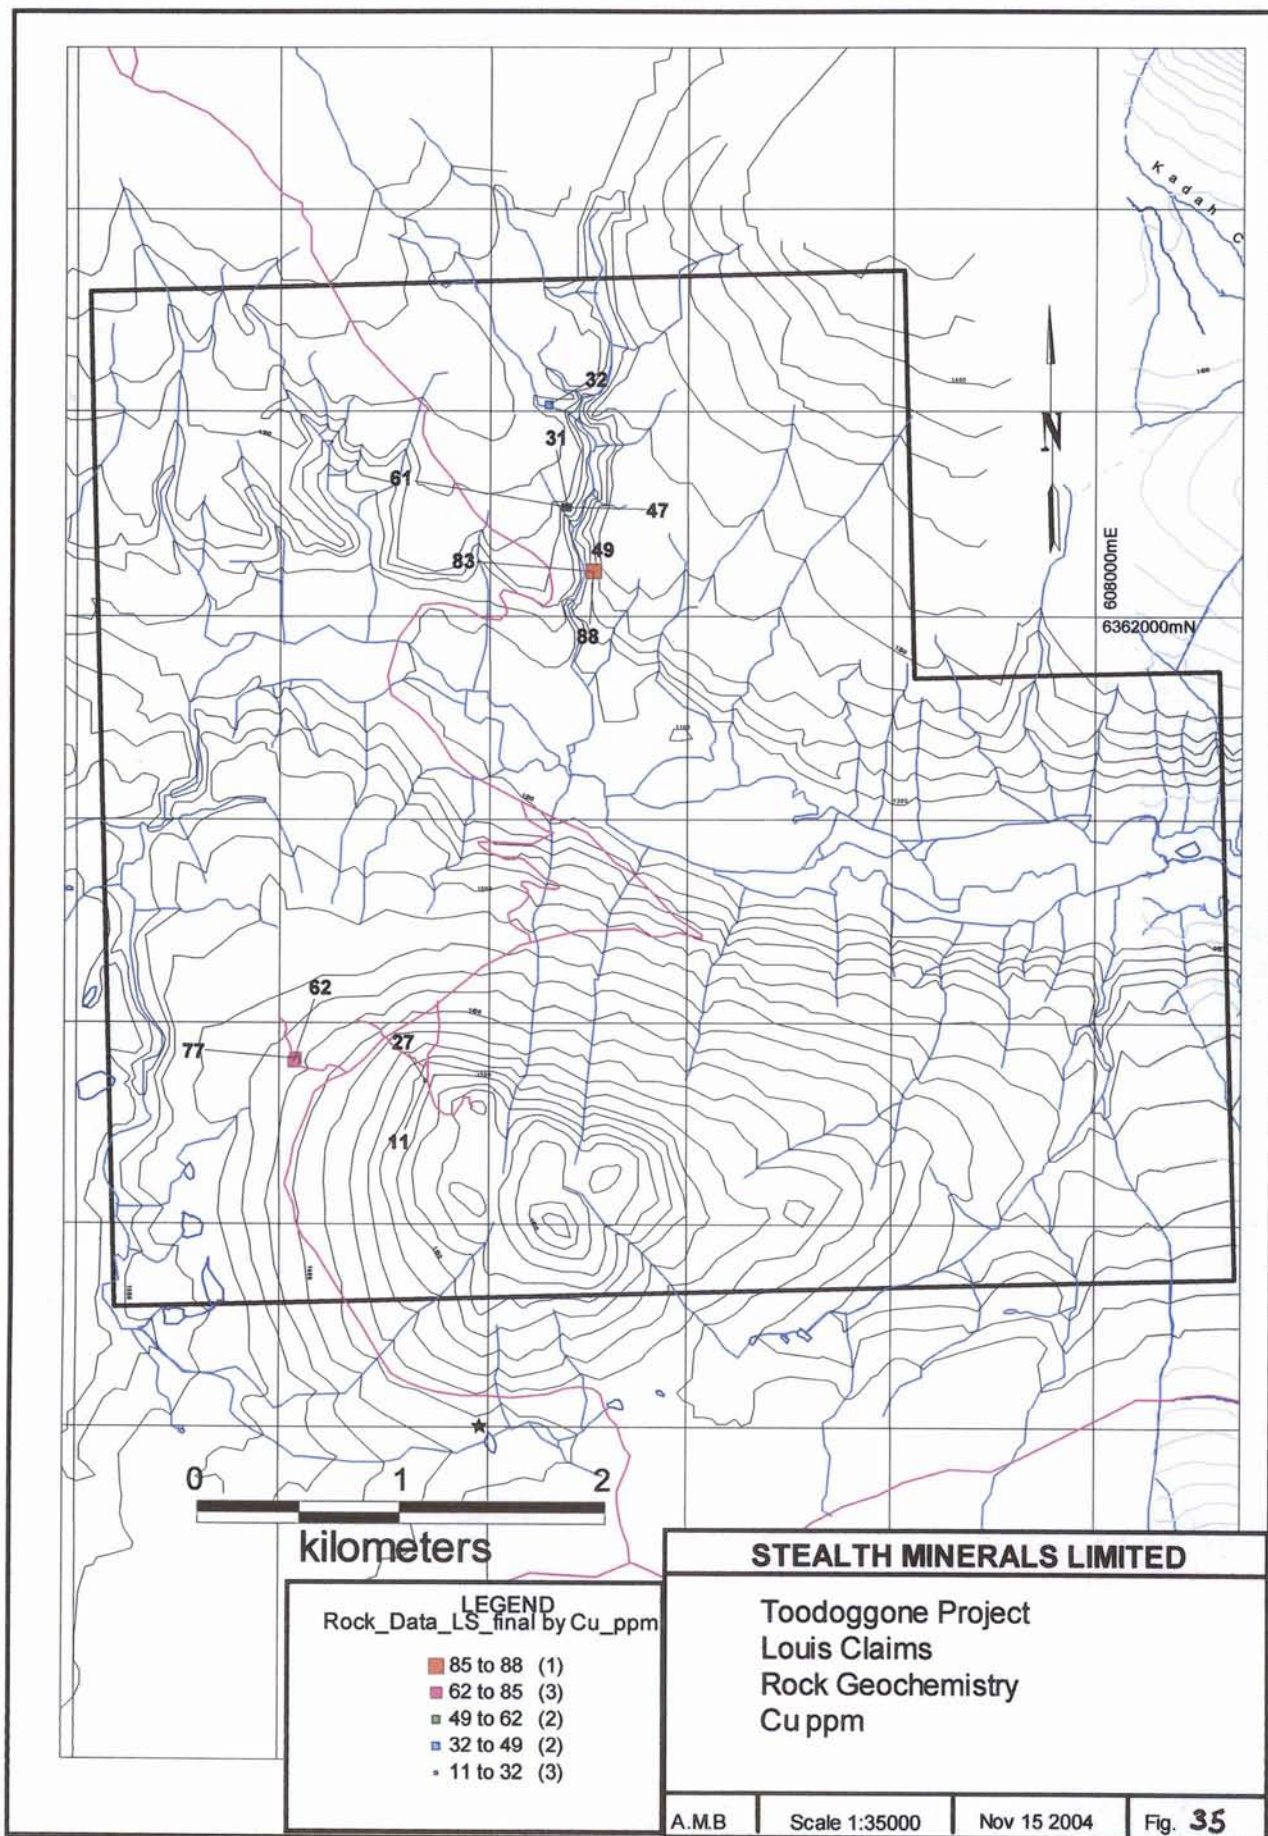 Kadah C
32
31
61
47
49
83
88
N
608000mE
6362000mN
62
77
27
11
0 1 2
kilometers
LEGEND
Rock_Data_LS_final by Cu_ppm
85 to 88 (1)
62 to 85 (3)
49 to 62 (2)
32 to 49 (2)
11 to 32 (3)
STEALTH MINERALS LIMITED
Toodoggone Project
Louis Claims
Rock Geochemistry
Cu ppm
A.M.B Scale 1:35000 Nov 15 2004 Fig. 35